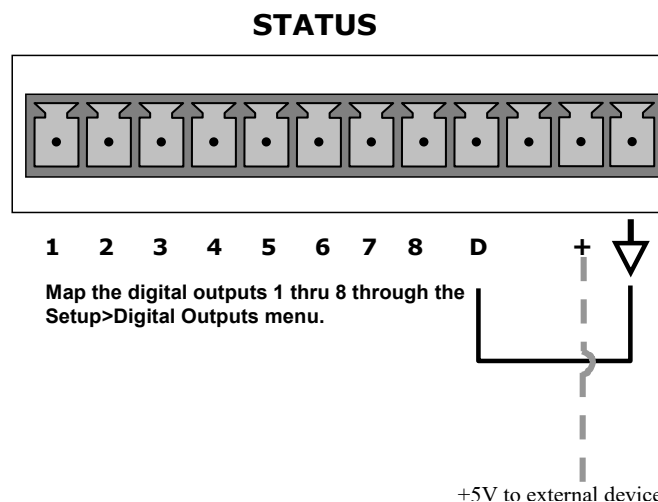 STATUS
1 2 3 4 5 6 7 8 D +
Map the digital outputs 1 thru 8 through the
Setup>Digital Outputs menu.
+5V to external device